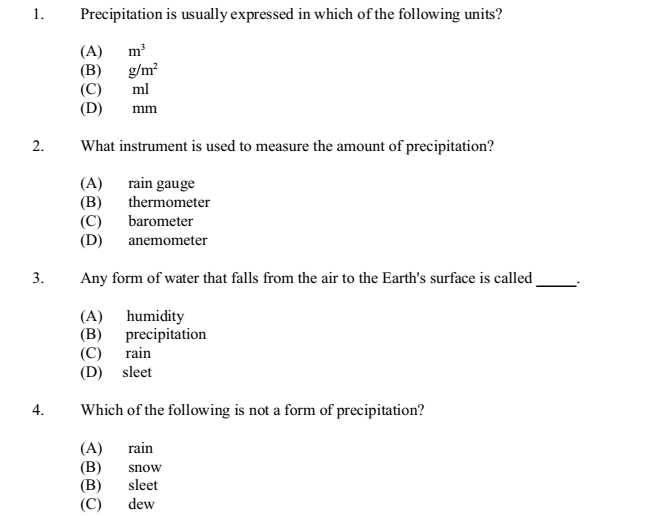 1. Precipitation is usually expressed in which of the following units?
(A) m³
(B) g/m²
(C) ml
(D) mm
2. What instrument is used to measure the amount of precipitation?
(A) rain gauge
(B) thermometer
(C) barometer
(D) anemometer
3. Any form of water that falls from the air to the Earth's surface is called _____.
(A) humidity
(B) precipitation
(C) rain
(D) sleet
4. Which of the following is not a form of precipitation?
(A) rain
(B) snow
(B) sleet
(C) dew